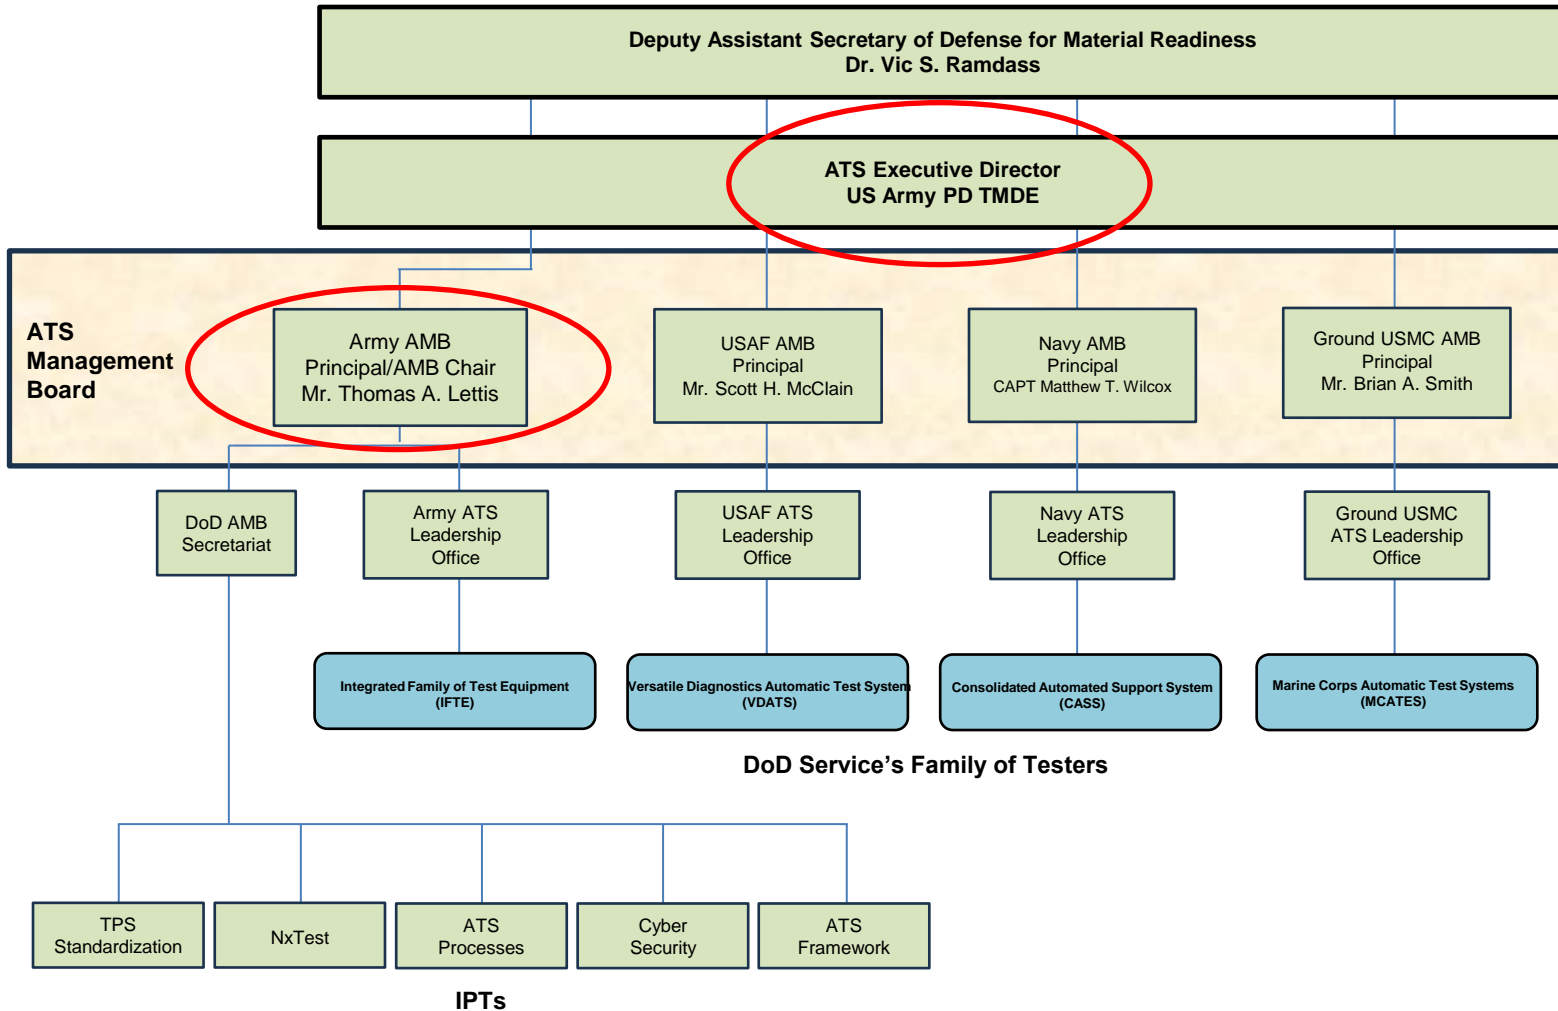 Deputy Assistant Secretary of Defense for Material Readiness
Dr. Vic S. Ramdass
ATS Executive Director
US Army PD TMDE
ATS
Management
Board
Army AMB
Principal/AMB Chair
Mr. Thomas A. Lettis
USAF AMB
Principal
Mr. Scott H. McClain
Navy AMB
Principal
CAPT Matthew T. Wilcox
Ground USMC AMB
Principal
Mr. Brian A. Smith
DoD AMB
Secretariat
Army ATS
Leadership
Office
USAF ATS
Leadership
Office
Navy ATS
Leadership
Office
Ground USMC
ATS Leadership
Office
Integrated Family of Test Equipment
(IFTE)
Versatile Diagnostics Automatic Test System
(VDATS)
Consolidated Automated Support System
(CASS)
Marine Corps Automatic Test Systems
(MCATES)
DoD Service’s Family of Testers
TPS
Standardization
NxTest
ATS
Processes
Cyber
Security
ATS
Framework
IPTs